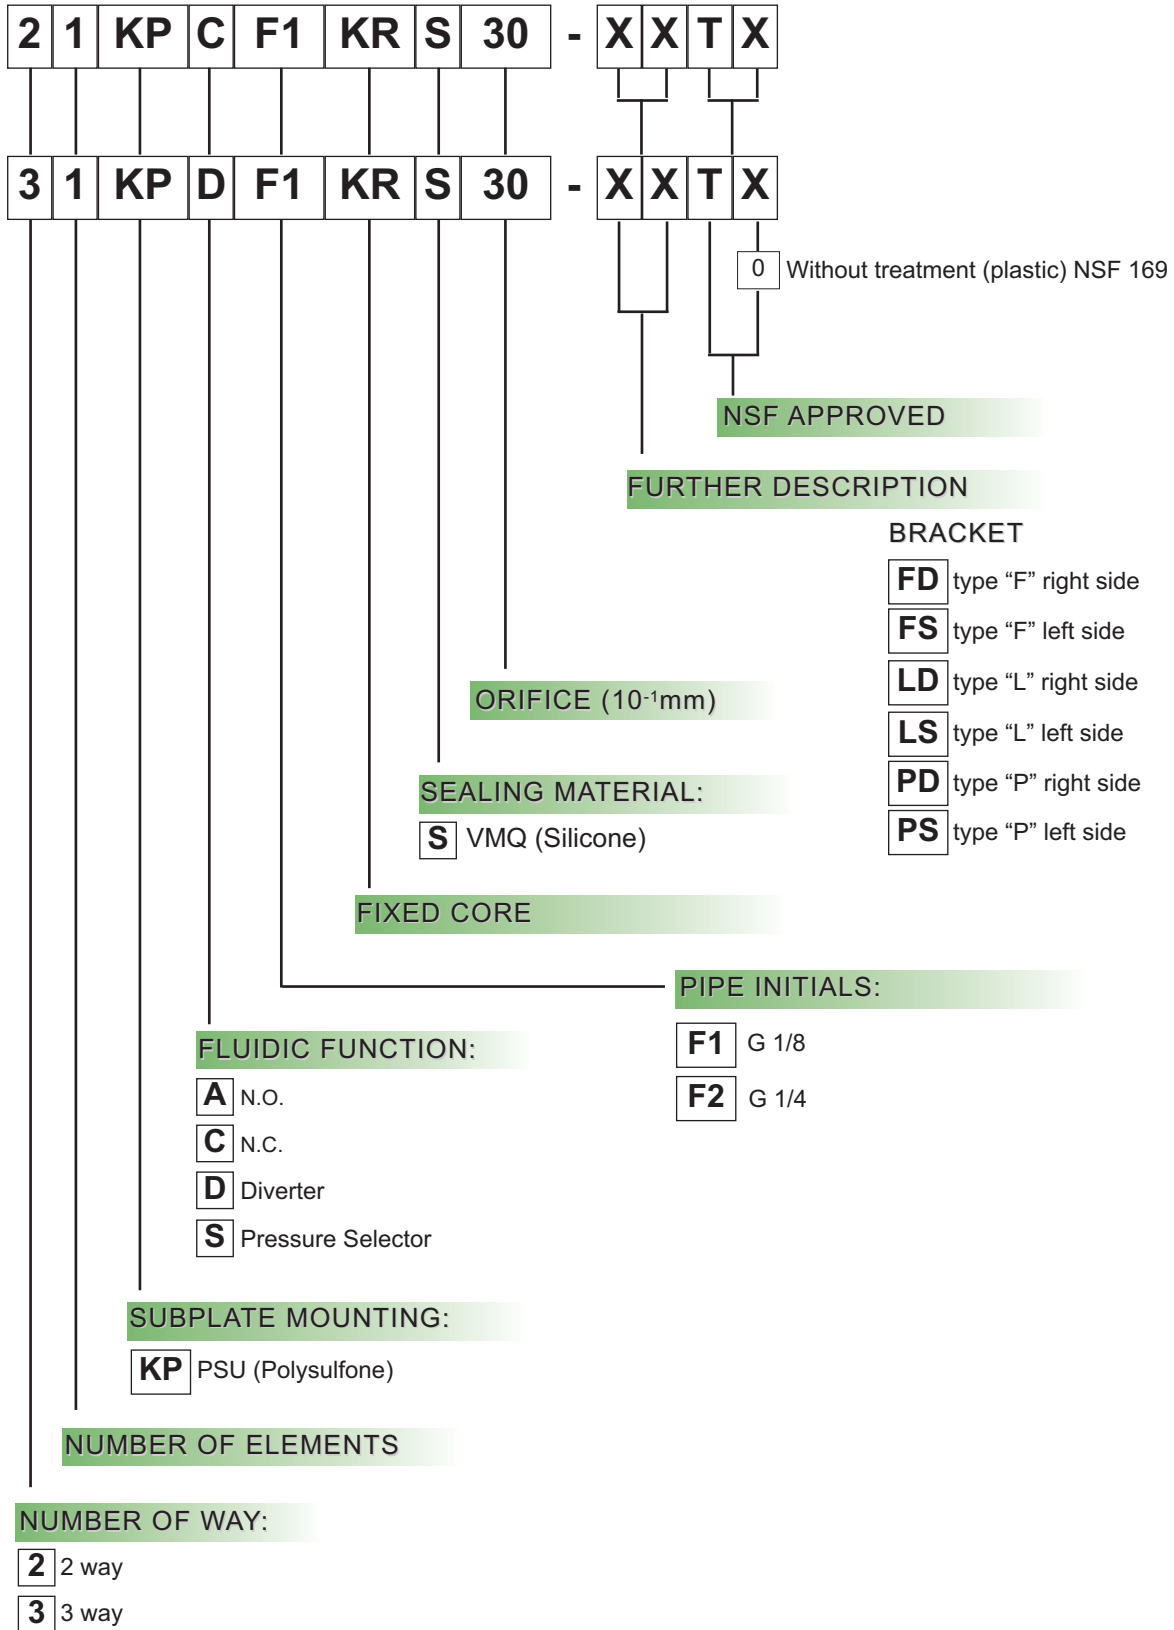 2 1 KP C F1 KR S 30 - X X T X
3 1 KP D F1 KR S 30 - X X T X
0 Without treatment (plastic) NSF 169
NSF APPROVED
FURTHER DESCRIPTION
BRACKET
FD type “F” right side
FS type “F” left side
LD type “L” right side
LS type “L” left side
PD type “P” right side
PS type “P” left side
ORIFICE (10-1mm)
SEALING MATERIAL:
S VMQ (Silicone)
FIXED CORE
PIPE INITIALS:
F1 G 1/8
F2 G 1/4
FLUIDIC FUNCTION:
A N.O.
C N.C.
D Diverter
S Pressure Selector
SUBPLATE MOUNTING:
KP PSU (Polysulfone)
NUMBER OF ELEMENTS
NUMBER OF WAY:
2 2 way
3 3 way